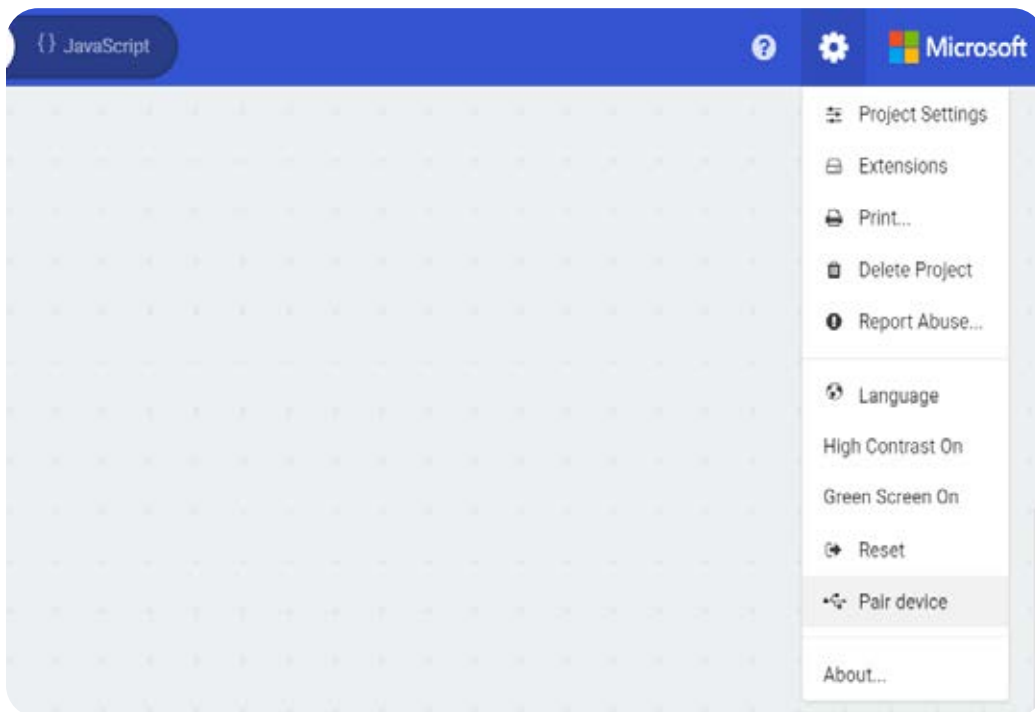 {} JavaScript
Microsoft
Project Settings
Extensions
Print...
Delete Project
Report Abuse...
Language
High Contrast On
Green Screen On
Reset
Pair device
About...